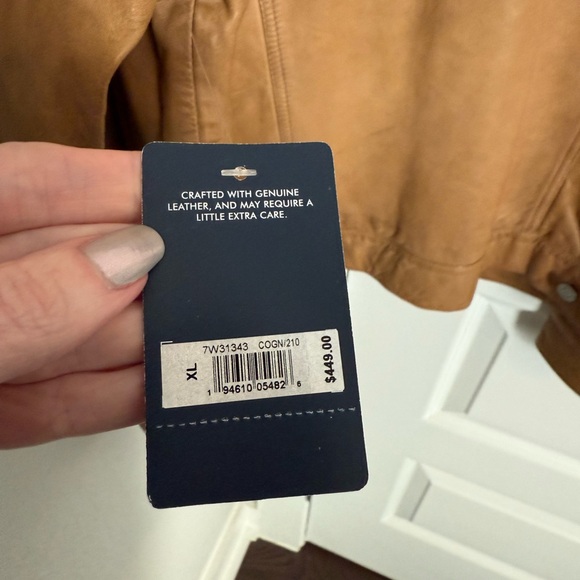 CRAFTED WITH GENUINE
LEATHER, AND MAY REQUIRE A
LITTLE EXTRA CARE.
7W31343 COGN/210
XL
1 94610 05482 6
$449.00